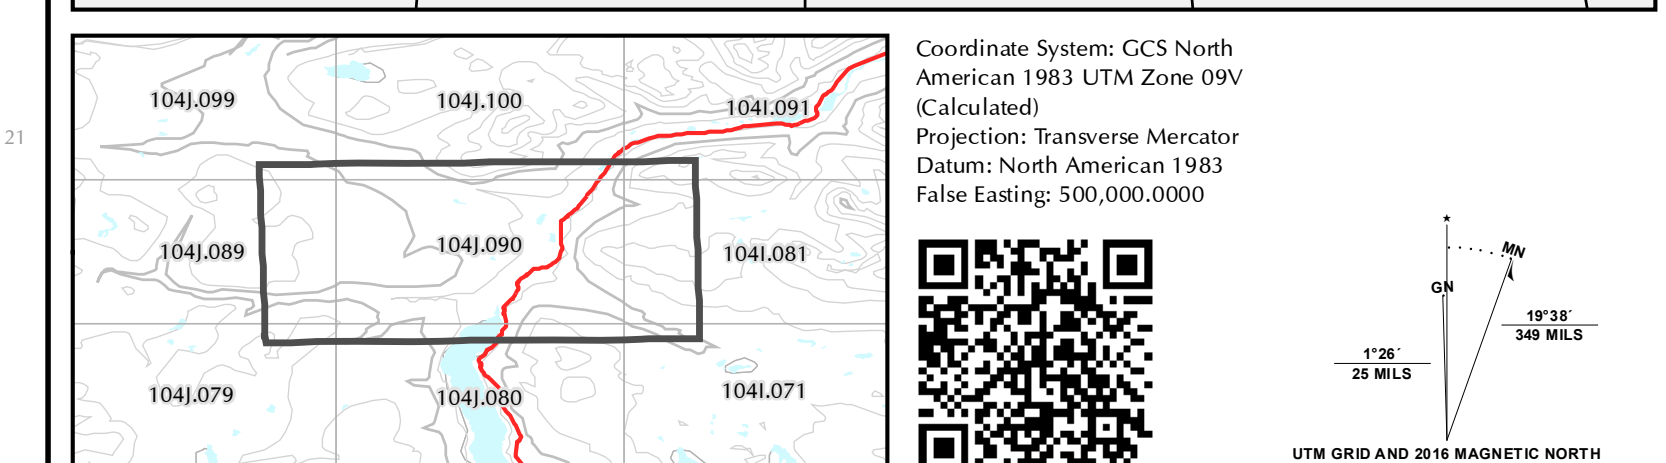 21
104J.099
104J.100
104I.091
104J.089
104J.090
104I.081
104J.079
104J.080
104I.071
Coordinate System: GCS North
American 1983 UTM Zone 09V
(Calculated)
Projection: Transverse Mercator
Datum: North American 1983
False Easting: 500,000.0000
MN
GN
19°38´
349 MILS
1°26´
25 MILS
UTM GRID AND 2016 MAGNETIC NORTH